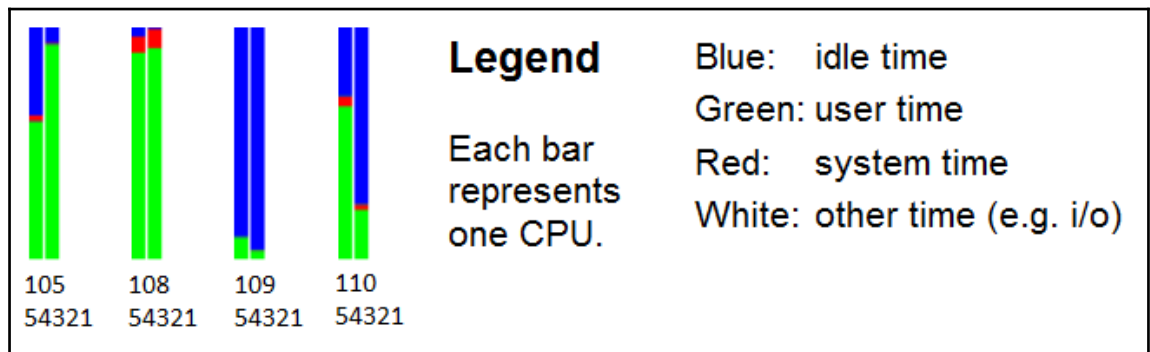 105
54321
108
54321
109
54321
110
54321
Legend
Each bar
represents
one CPU.
Blue: idle time
Green: user time
Red: system time
White: other time (e.g. i/o)